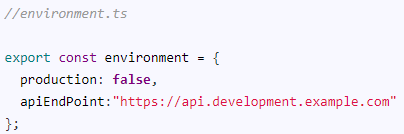 //environment.ts
export const environment = {
production: false,
apiEndPoint:"https://api.development.example.com"
};